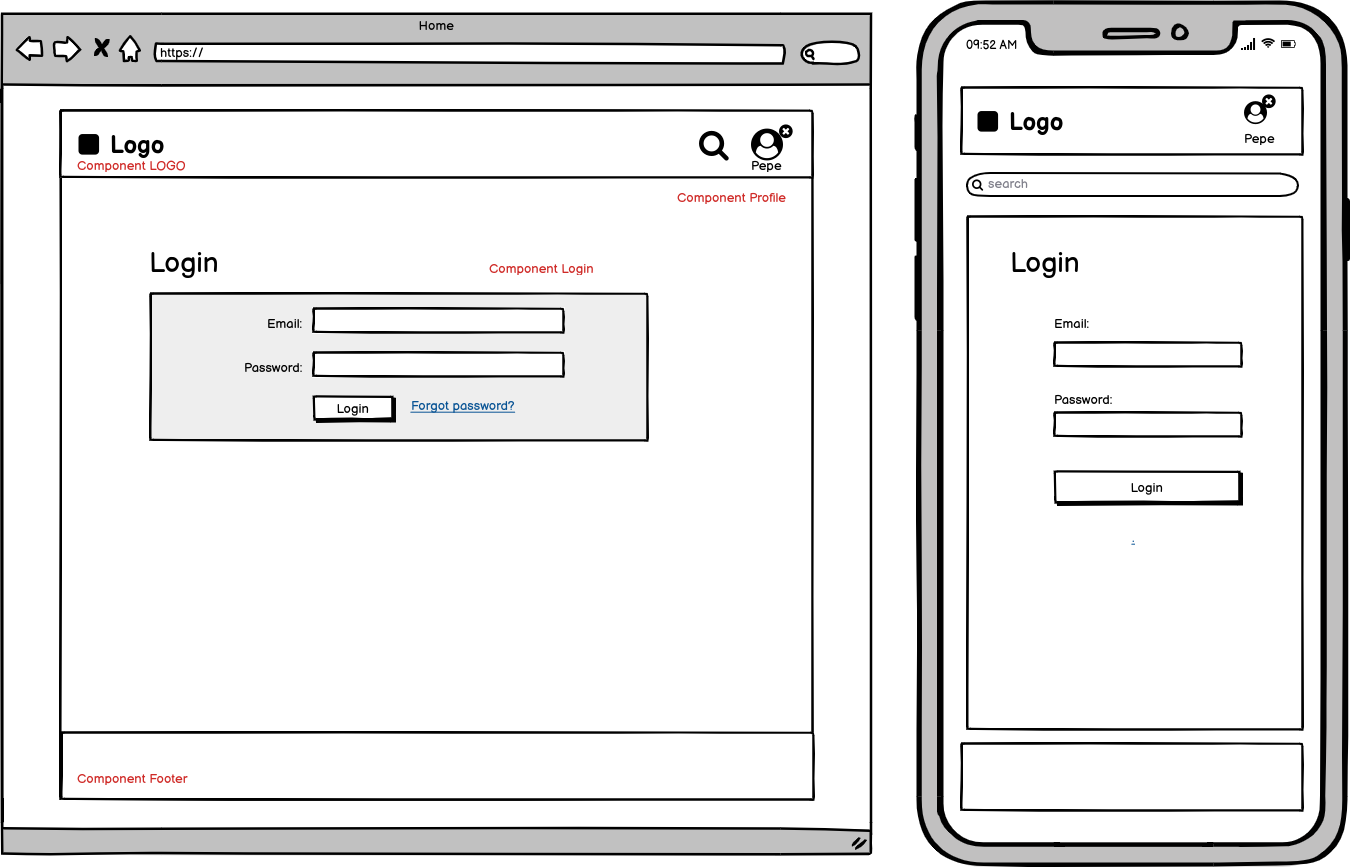 Home
https://
Logo
Component LOGO
Pepe
Component Profile
Login
Component Login
Email:
Password:
Login
Forgot password?
Component Footer
09:52 AM
Logo
Pepe
search
Login
Email:
Password:
Login